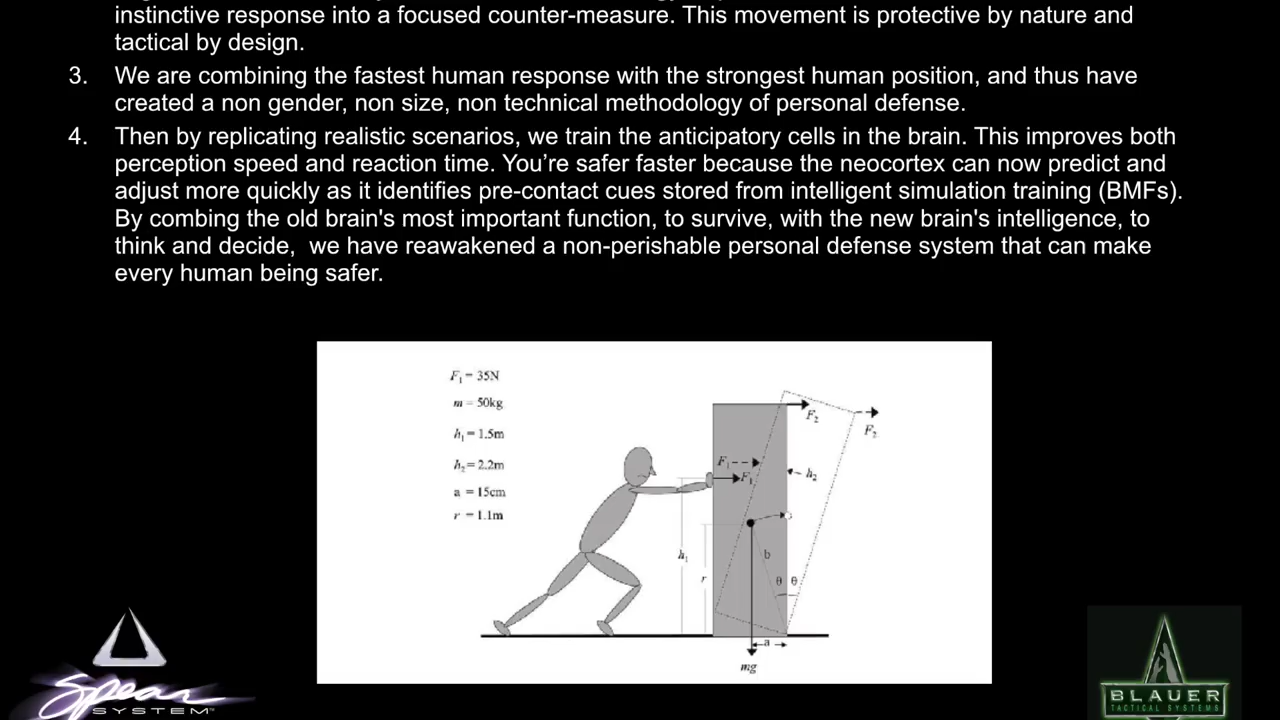 instinctive response into a focused counter-measure. This movement is protective by nature and
tactical by design.
3. We are combining the fastest human response with the strongest human position, and thus have
created a non gender, non size, non technical methodology of personal defense.
4. Then by replicating realistic scenarios, we train the anticipatory cells in the brain. This improves both
perception speed and reaction time. You’re safer faster because the neocortex can now predict and
adjust more quickly as it identifies pre-contact cues stored from intelligent simulation training (BMFs).
By combing the old brain's most important function, to survive, with the new brain's intelligence, to
think and decide, we have reawakened a non-perishable personal defense system that can make
every human being safer.
F₁ = 35N
m = 50kg
h₁ = 1.5m
h₂ = 2.2m
a = 15cm
r = 1.1m
F₂
F₂
F₁
F₁
h₂
h₁
b
r
θ θ
a
mg
Spear
SYSTEM™
BLAUER
TACTICAL SYSTEMS